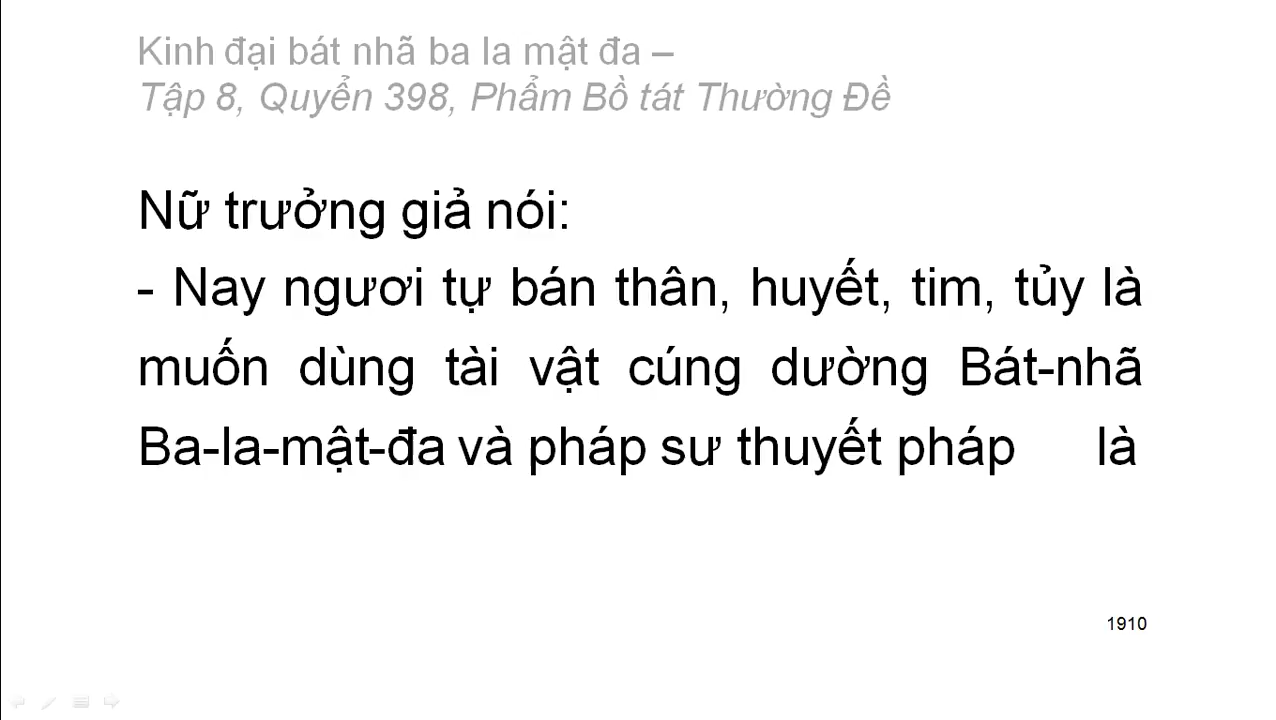 Kinh đại bát nhã ba la mật đa –
Tập 8, Quyển 398, Phẩm Bồ tát Thường Đề
Nữ trưởng giả nói:
- Nay ngươi tự bán thân, huyết, tim, tủy là
muốn dùng tài vật cúng dường Bát-nhã
Ba-la-mật-đa và pháp sư thuyết pháp là
1910